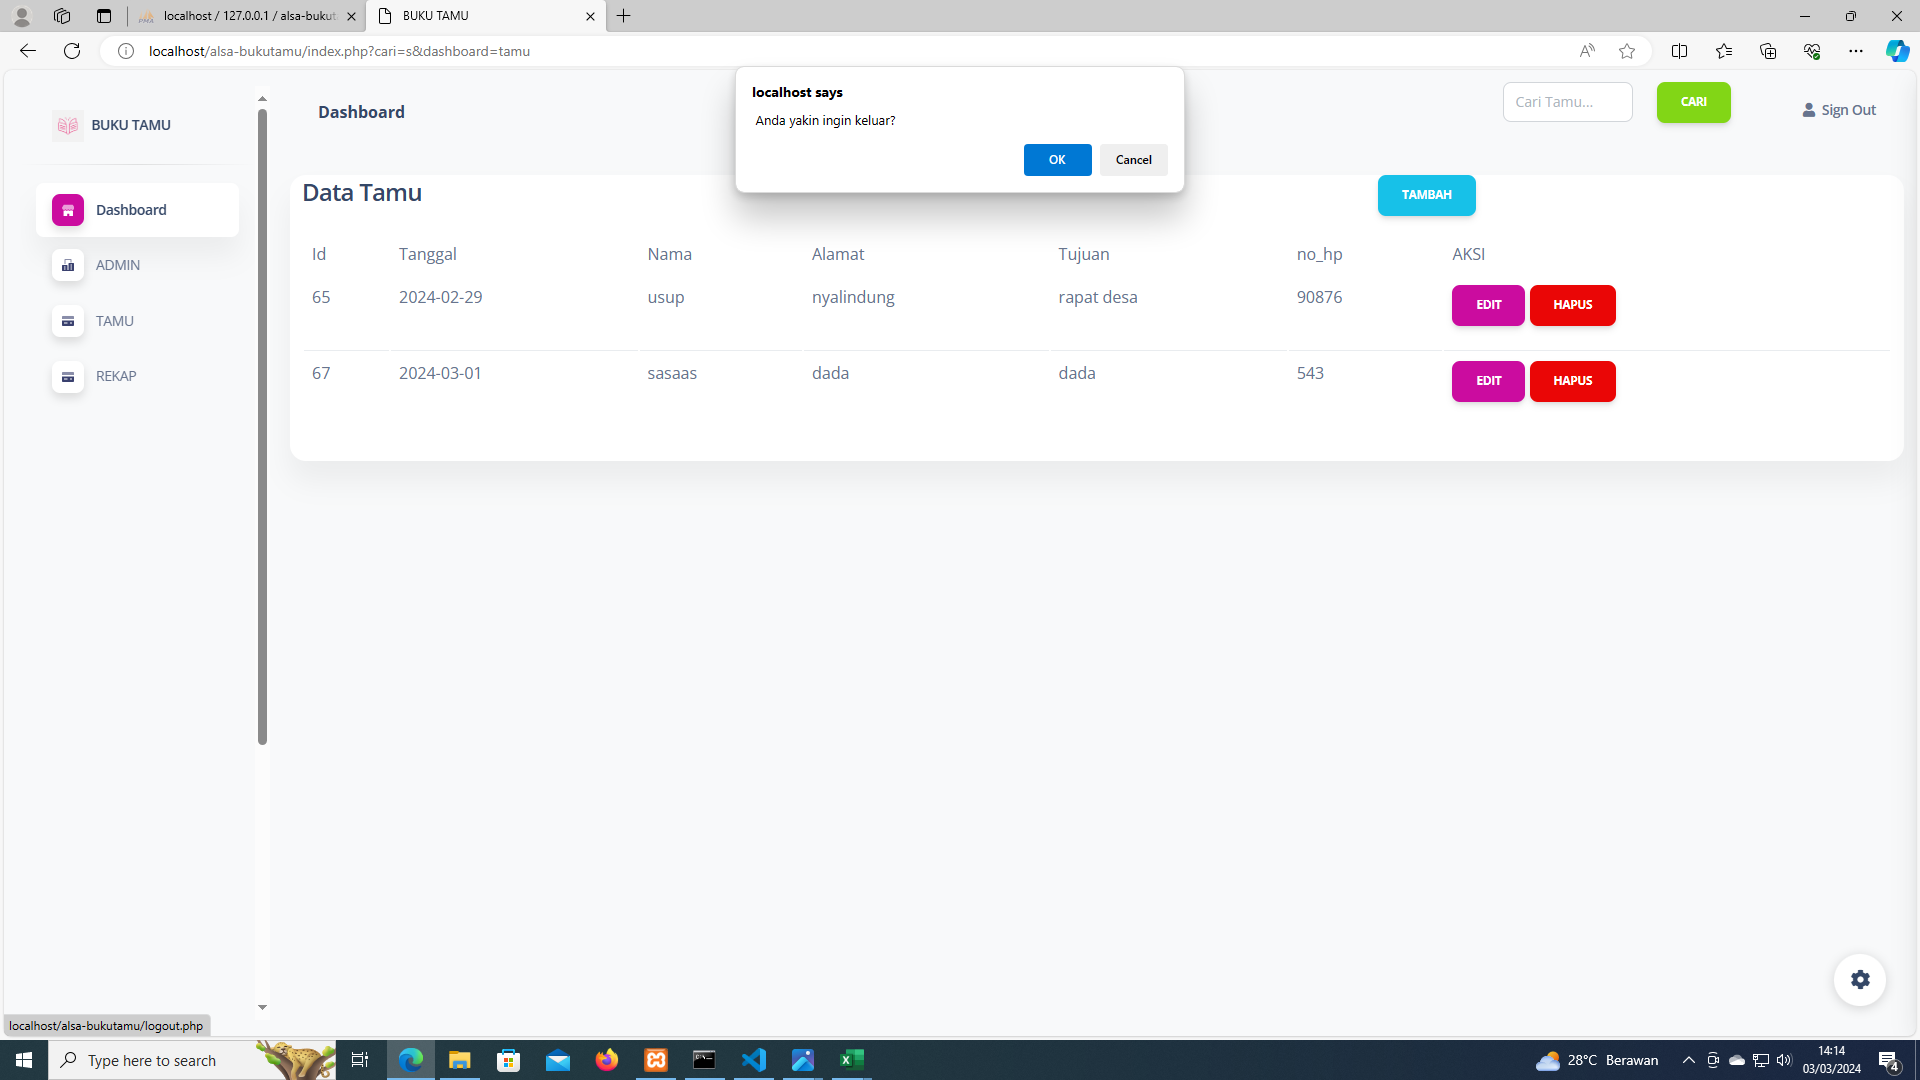 localhost / 127.0.0.1 / alsa-bukut
BUKU TAMU
localhost/alsa-bukutamu/index.php?cari=s&dashboard=tamu
localhost says
Anda yakin ingin keluar?
OK
Cancel
BUKU TAMU
Dashboard
Cari Tamu...
CARI
Sign Out
Dashboard
ADMIN
TAMU
REKAP
Data Tamu
TAMBAH
Id Tanggal Nama Alamat Tujuan no_hp AKSI
65 2024-02-29 usup nyalindung rapat desa 90876 EDIT HAPUS
67 2024-03-01 sasaas dada dada 543 EDIT HAPUS
localhost/alsa-bukutamu/logout.php
Type here to search
28°C Berawan
14:14
03/03/2024
4